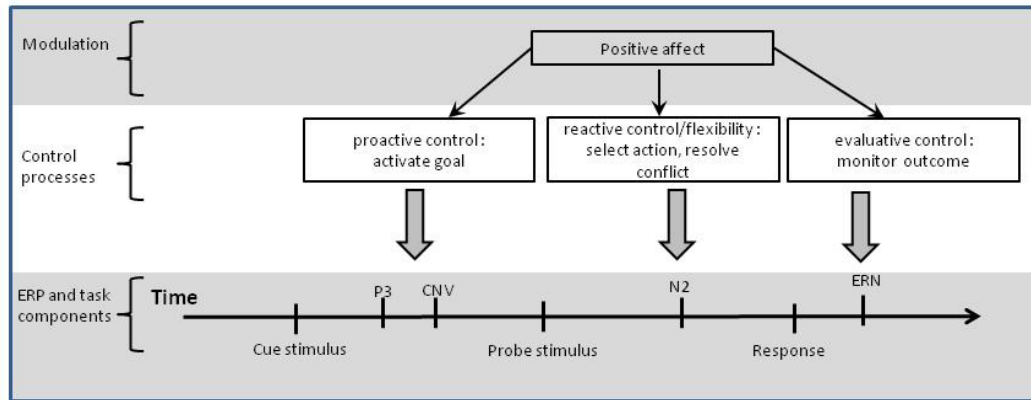 Modulation
Positive affect
Control
processes
proactive control :
activate goal
reactive control/flexibility :
select action, resolve
conflict
evaluative control :
monitor outcome
ERP and task
components
Time
P3
CNV
N2
ERN
Cue stimulus
Probe stimulus
Response